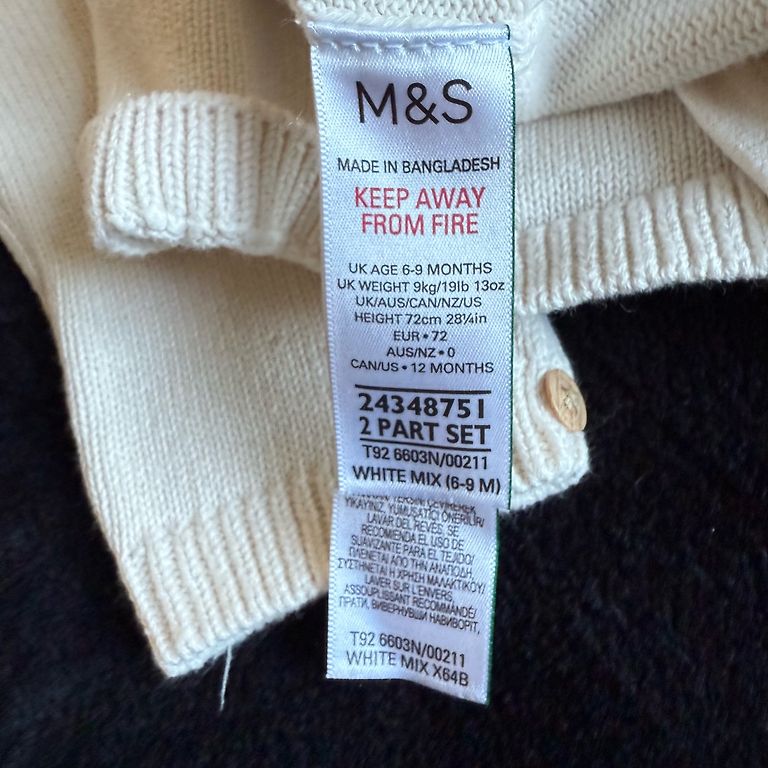 M&S
MADE IN BANGLADESH
KEEP AWAY
FROM FIRE
UK AGE 6-9 MONTHS
UK WEIGHT 9kg/19lb 13oz
UK/AUS/CAN/NZ/US
HEIGHT 72cm 28¼in
EUR • 72
AUS/NZ • 0
CAN/US • 12 MONTHS
24348751
2 PART SET
T92 6603N/00211
WHITE MIX (6-9 M)
YIKAYINIZ. YUMUŞATICI ÖNERİLİR/
LAVAR DEL REVÉS. SE
RECOMIENDA EL USO DE
SUAVIZANTE PARA EL TEJIDO/
ΠΛΕΝΕΤΑΙ ΑΠΟ ΤΗΝ ΑΝΑΠΟΔΗ.
ΣΥΣΤΗΝΕΤΑΙ Η ΧΡΗΣΗ ΜΑΛΑΚΤΙΚΟΥ/
LAVER SUR L'ENVERS.
ASSOUPLISSANT RECOMMANDÉ/
ПРАТИ, ВИВЕРНУВШИ НАВИВОРІТ,
T92 6603N/00211
WHITE MIX X64B